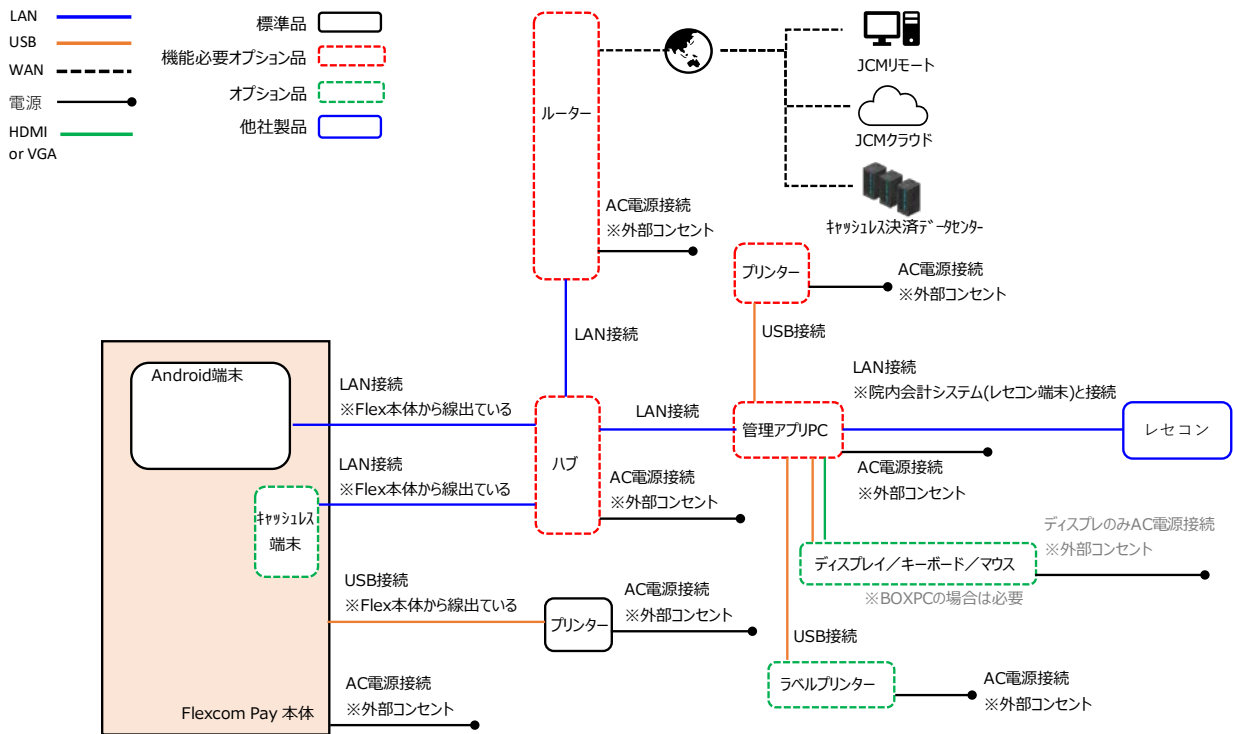 LAN
USB
WAN
電源
HDMI
or VGA
標準品
機能必要オプション品
オプション品
他社製品
ルーター
JCMリモート
JCMクラウド
ｷｬｯｼｭﾚｽ決済ﾃﾞｰﾀｾﾝﾀｰ
AC電源接続
※外部コンセント
プリンター
AC電源接続
※外部コンセント
USB接続
LAN接続
Android端末
LAN接続
※Flex本体から線出ている
LAN接続
※Flex本体から線出ている
ｷｬｯｼｭﾚｽ
端末
ハブ
LAN接続
AC電源接続
※外部コンセント
管理アプリPC
LAN接続
※院内会計システム(レセコン端末)と接続
レセコン
AC電源接続
※外部コンセント
ディスプレのみAC電源接続
※外部コンセント
ディスプレイ／キーボード／マウス
※BOXPCの場合は必要
USB接続
※Flex本体から線出ている
プリンター
AC電源接続
※外部コンセント
USB接続
ラベルプリンター
AC電源接続
※外部コンセント
AC電源接続
※外部コンセント
Flexcom Pay 本体